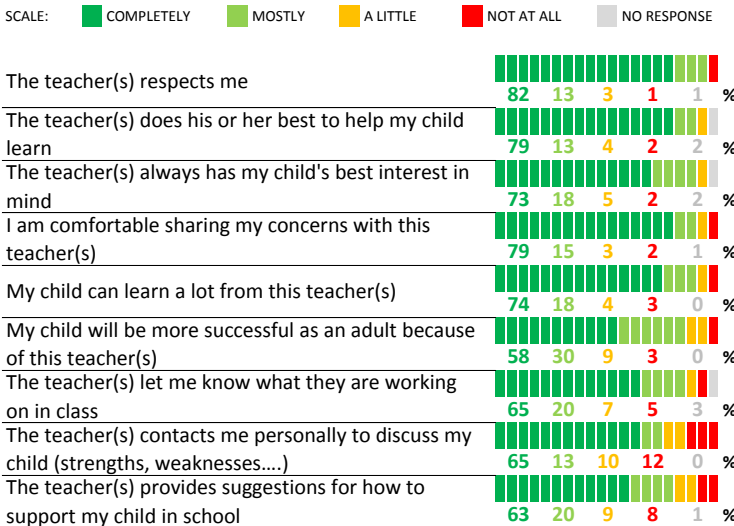 SCALE: COMPLETELY MOSTLY A LITTLE NOT AT ALL NO RESPONSE
The teacher(s) respects me
82 13 3 1 1 %
The teacher(s) does his or her best to help my child
learn
79 13 4 2 2 %
The teacher(s) always has my child's best interest in
mind
73 18 5 2 2 %
I am comfortable sharing my concerns with this
teacher(s)
79 15 3 2 1 %
My child can learn a lot from this teacher(s)
74 18 4 3 0 %
My child will be more successful as an adult because
of this teacher(s)
58 30 9 3 0 %
The teacher(s) let me know what they are working
on in class
65 20 7 5 3 %
The teacher(s) contacts me personally to discuss my
child (strengths, weaknesses....)
65 13 10 12 0 %
The teacher(s) provides suggestions for how to
support my child in school
63 20 9 8 1 %